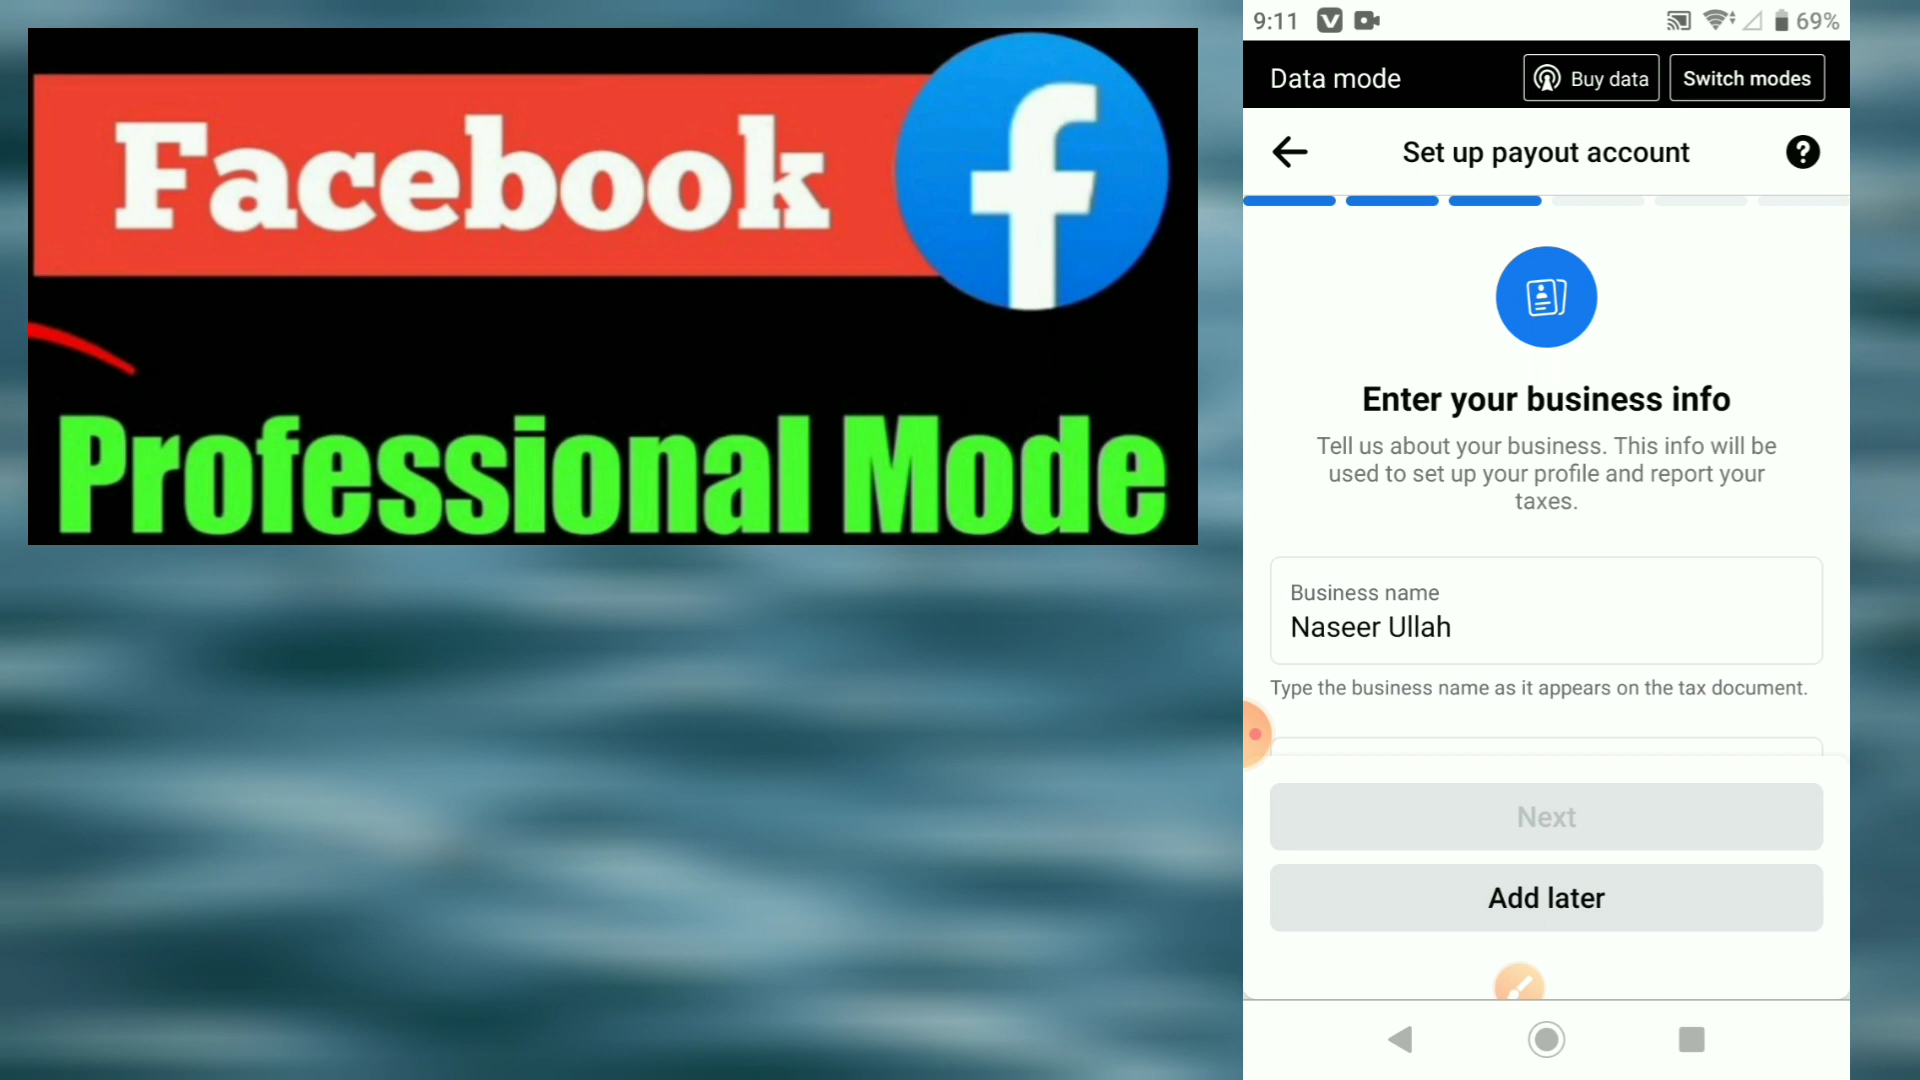 Facebook
f
Professional Mode
9:11
69%
Data mode
Buy data
Switch modes
Set up payout account
Enter your business info
Tell us about your business. This info will be
used to set up your profile and report your
taxes.
Business name
Naseer Ullah
Type the business name as it appears on the tax document.
Next
Add later